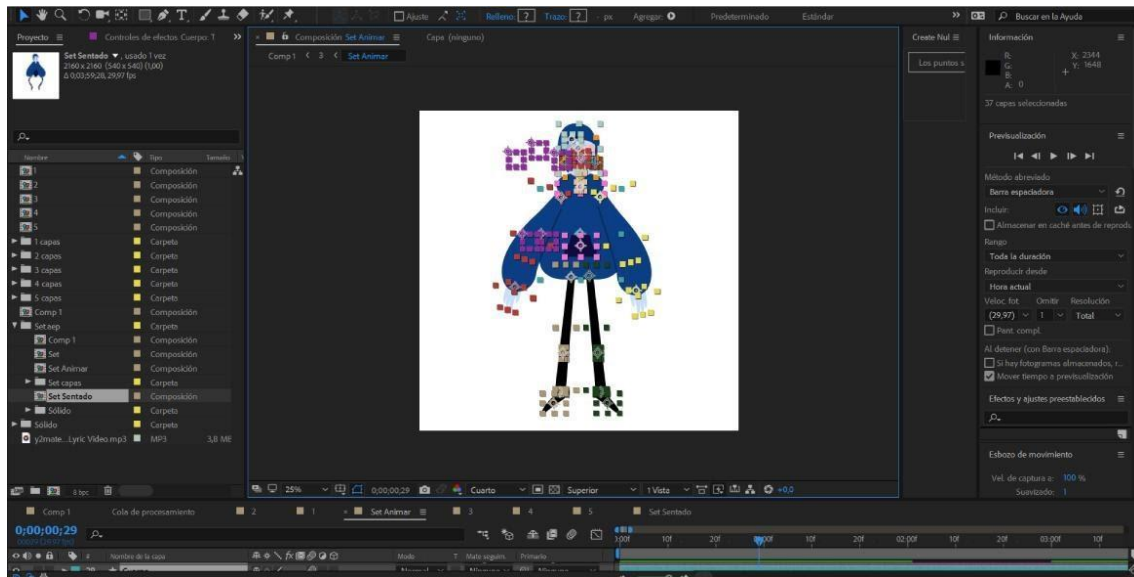 Ajuste Relleno: ? Trazo: ? - px Agregar: Predeterminado Estándar Buscar en la Ayuda
Proyecto Controles de efectos Cuerpo: T
Set Sentado , usado 1 vez
2160 x 2160 (540 x 540) (1,00)
Δ 0;03;59;28, 29,97 fps
Nombre Tipo Tamaño
1 Composición
2 Composición
3 Composición
4 Composición
5 Composición
1 capas Carpeta
2 capas Carpeta
3 capas Carpeta
4 capas Carpeta
5 capas Carpeta
Comp 1 Composición
Set.aep Carpeta
Comp 1 Composición
Set Composición
Set Animar Composición
Set capas Carpeta
Set Sentado Composición
Sólido Carpeta
Sólido Carpeta
y2mate...Lyric Video.mp3 MP3 3,8 ME
8 bpc
Composición Set Animar Capa (ninguno)
Comp 1 3 Set Animar
25% 0;00;00;29 Cuarto Superior 1 Vista +0,0
Create Nul
Los puntos s
Información
R: X: 2344
G: Y: 1648
B:
A: 0
37 capas seleccionadas
Previsualización
Método abreviado
Barra espaciadora
Incluir:
Almacenar en caché antes de reprodu
Rango
Toda la duración
Reproducir desde
Hora actual
Veloc. fot Omitir Resolución
(29,97) 1 Total
Pant. compl.
Al detener (con Barra espaciadora):
Si hay fotogramas almacenados, r...
Mover tiempo a previsualización
Efectos y ajustes preestablecidos
Esbozo de movimiento
Vel. de captura a: 100 %
Suavizado: 1
Comp 1 Cola de procesamiento 2 1 Set Animar 3 4 5 Set Sentado
0;00;00;29
10f 20f 10f 20f 02:00f 10f 20f 03:00f 10f
# Nombre de la capa Modo T Mate seguim. Primario
29 Cuerpo Normal Ninguno Ninguno